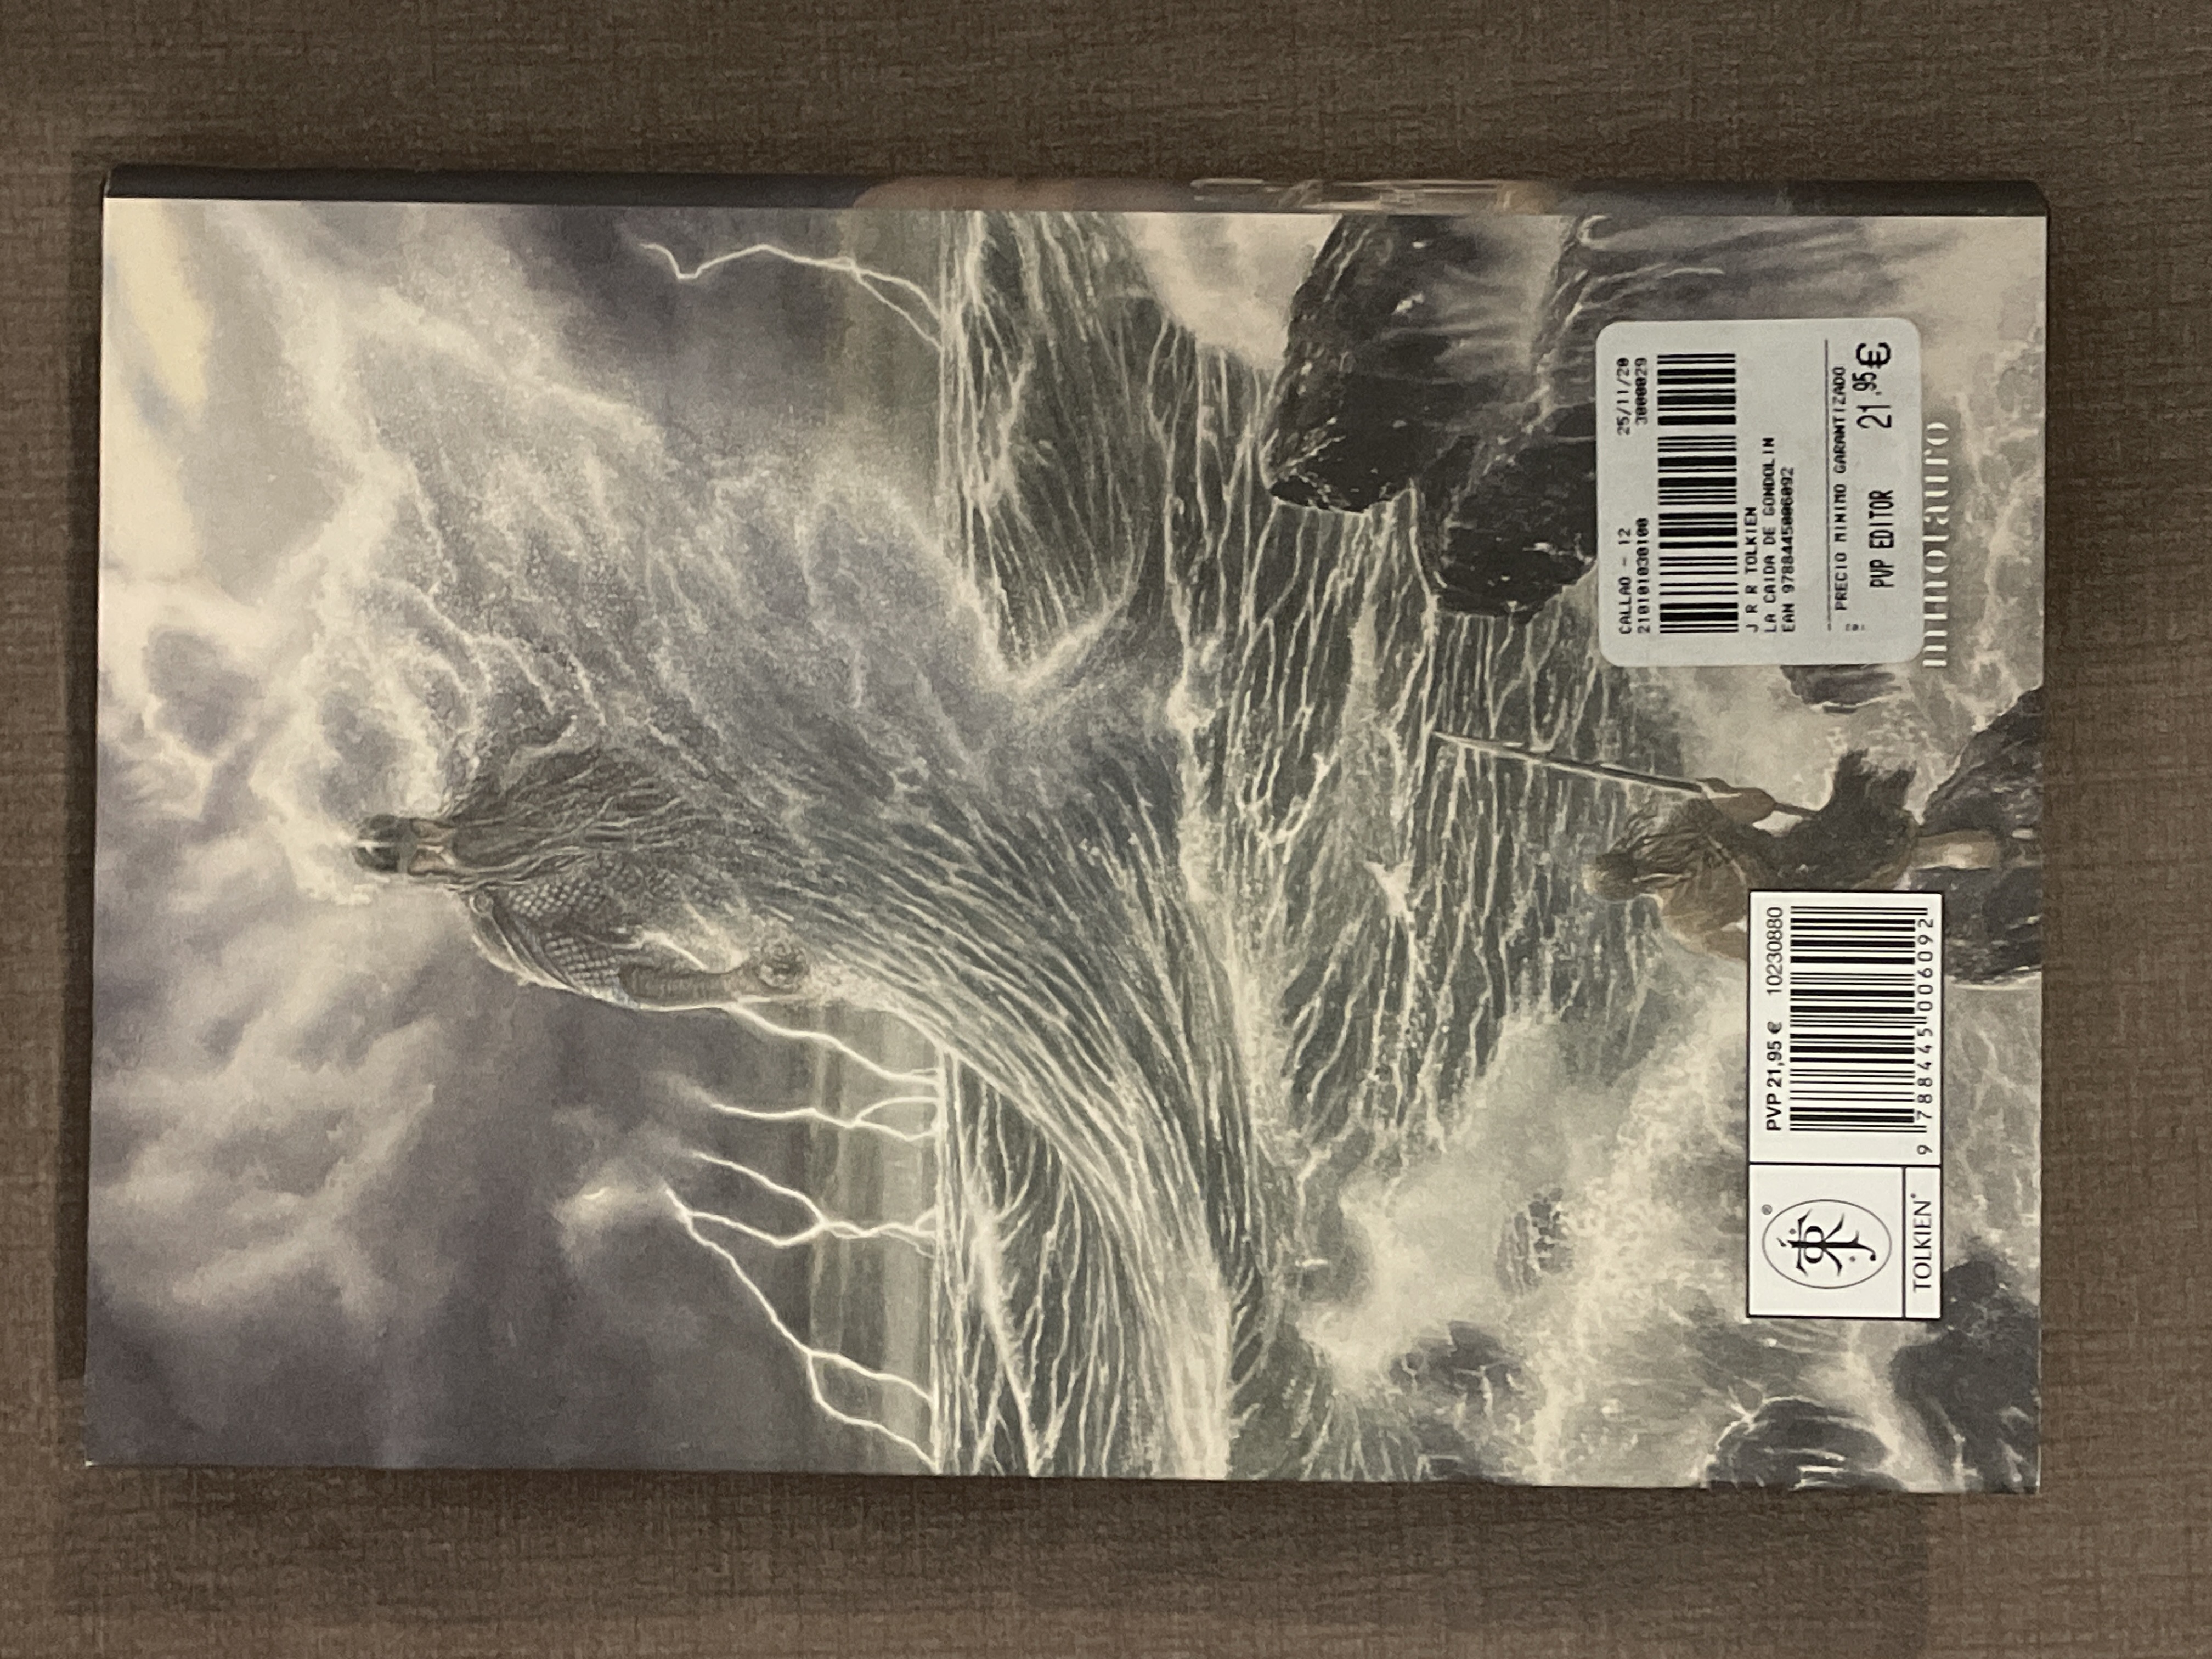 CALLAO - 12 25/11/20
210101030100 3000029
J R R TOLKIEN
LA CAIDA DE GONDOLIN
EAN 9788445006092
PRECIO MINIMO GARANTIZADO
PVP EDITOR 21,95€
PVP 21,95 € 10230880
9 788445 006092
TOLKIEN®
®
minotauro